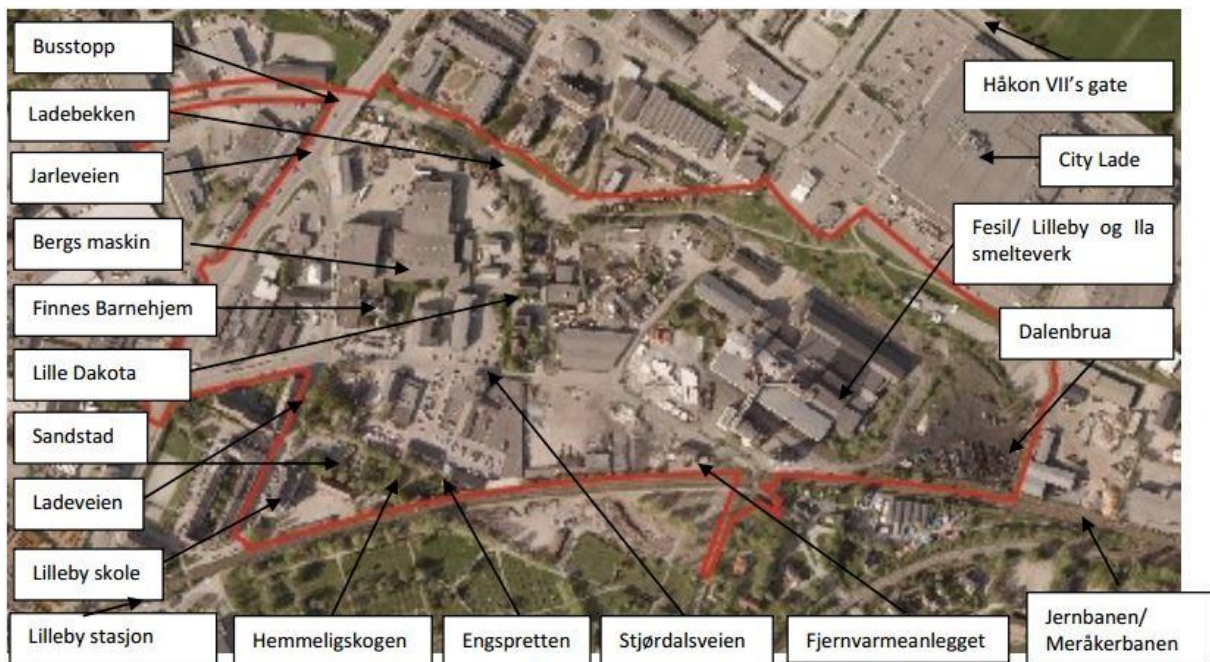 Busstopp
Ladebekken
Jarleveien
Bergs maskin
Finnes Barnehjem
Lille Dakota
Sandstad
Ladeveien
Lilleby skole
Lilleby stasjon
Hemmeligskogen
Engspretten
Stjørdalsveien
Fjernvarmeanlegget
Jernbanen/
Meråkerbanen
Håkon VII's gate
City Lade
Fesil/ Lilleby og Ila
smelteverk
Dalenbrua